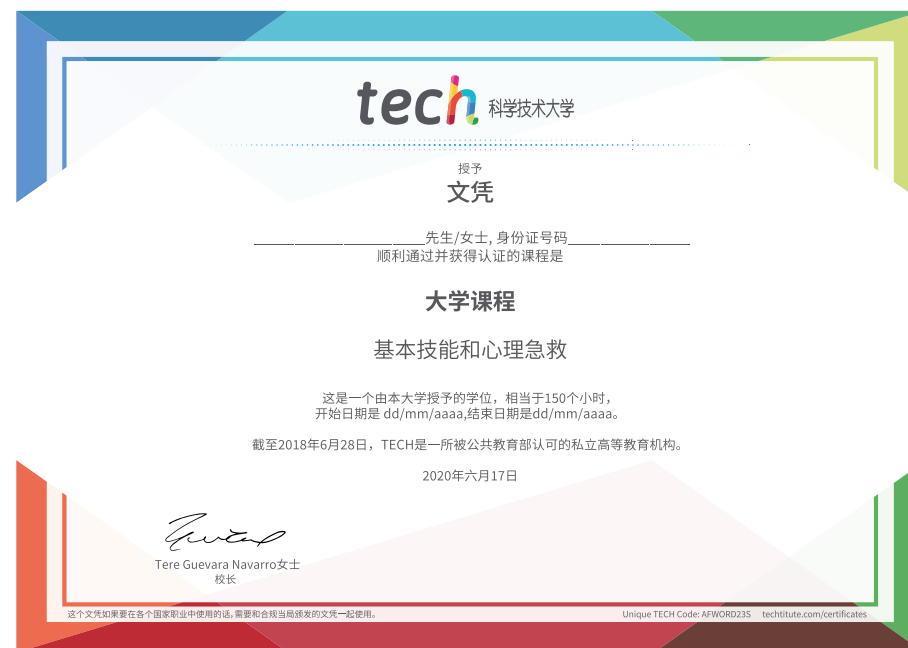 tech 科学技术大学
授予
文凭
______________________先生/女士, 身份证号码_______________
顺利通过并获得认证的课程是
大学课程
基本技能和心理急救
这是一个由本大学授予的学位，相当于150个小时，
开始日期是 dd/mm/aaaa,结束日期是dd/mm/aaaa。
截至2018年6月28日，TECH是一所被公共教育部认可的私立高等教育机构。
2020年六月17日
Tere Guevara Navarro女士
校长
这个文凭如果要在各个国家职业中使用的话,需要和合规当局颁发的文凭一起使用。
Unique TECH Code: AFWORD23S techtitute.com/certificates